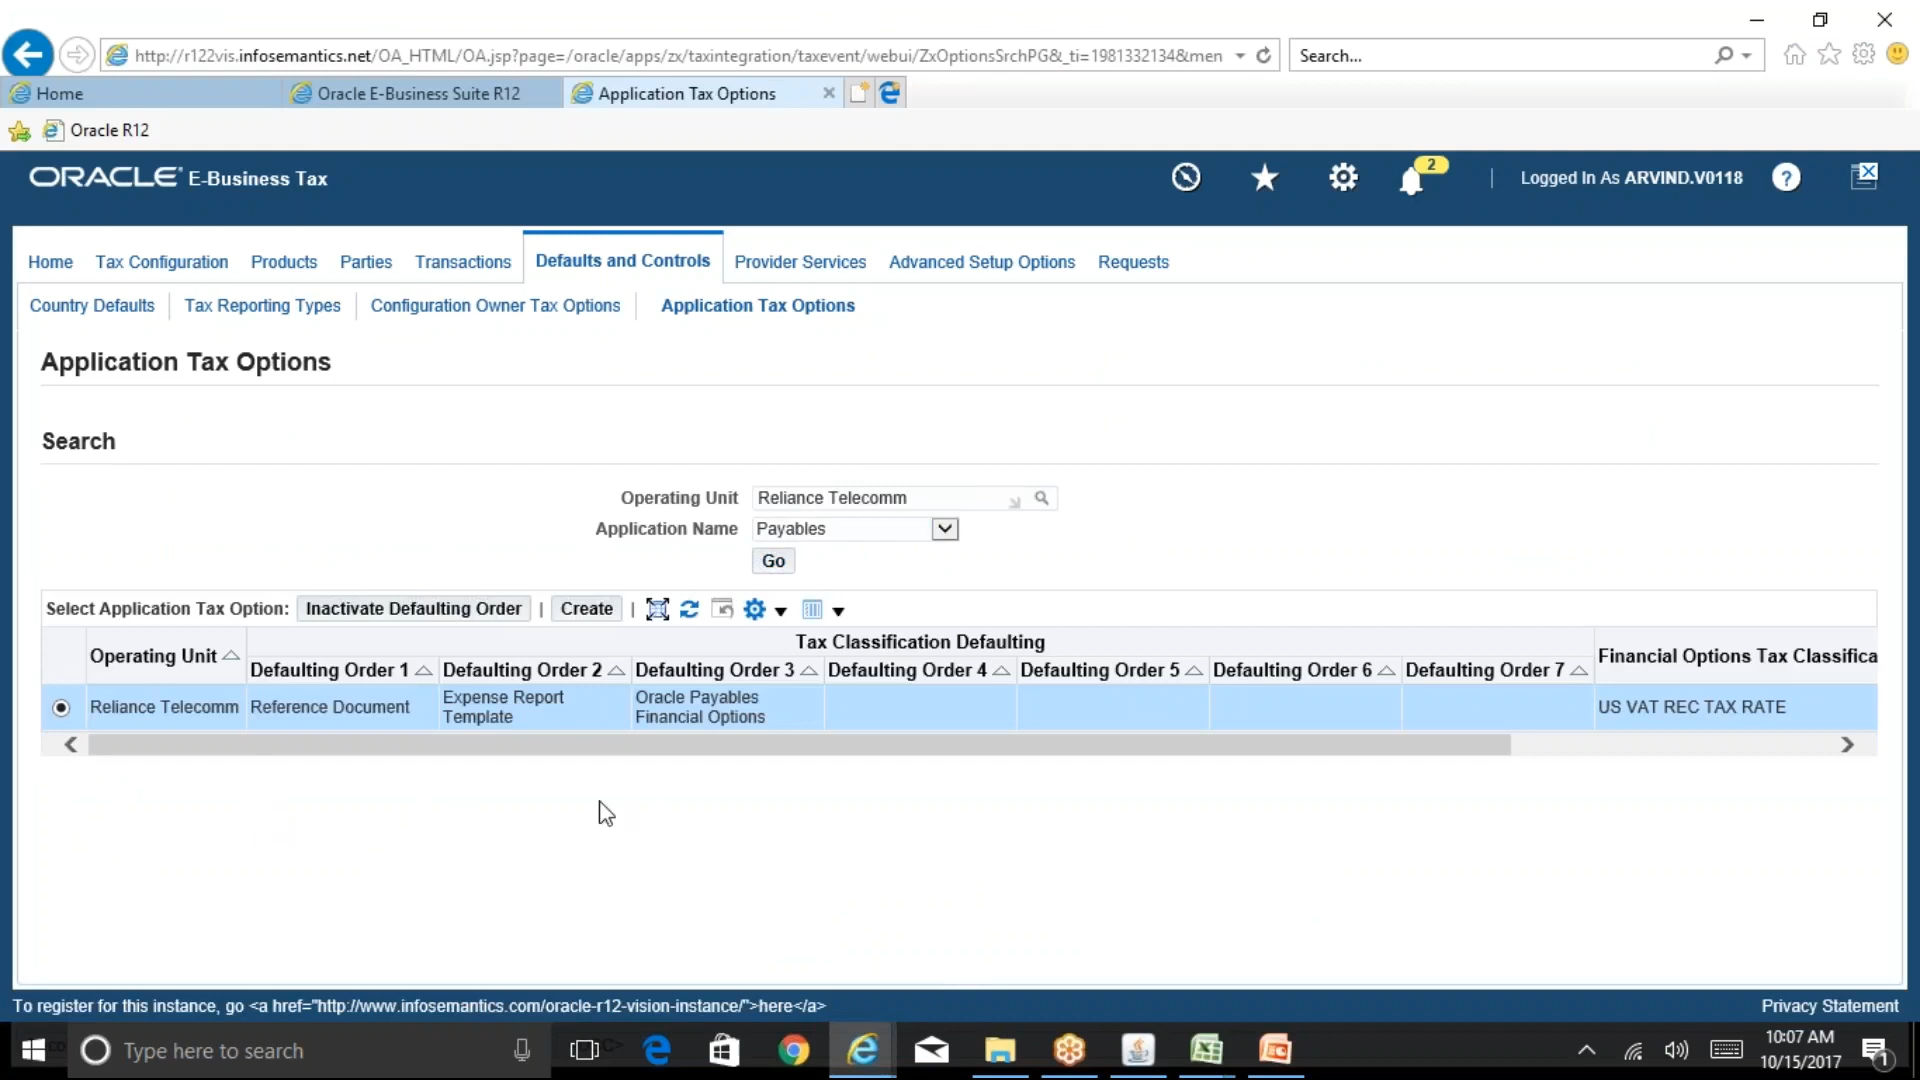 http://r122vis.infosemantics.net/OA_HTML/OA.jsp?page=/oracle/apps/zx/taxintegration/taxevent/webui/ZxOptionsSrchPG&_ti=1981332134&men
Search...
Home
Oracle E-Business Suite R12
Application Tax Options
Oracle R12
ORACLE E-Business Tax
2
Logged In As ARVIND.V0118
?
Home
Tax Configuration
Products
Parties
Transactions
Defaults and Controls
Provider Services
Advanced Setup Options
Requests
Country Defaults
Tax Reporting Types
Configuration Owner Tax Options
Application Tax Options
Application Tax Options
Search
Operating Unit Reliance Telecomm
Application Name Payables
Go
Select Application Tax Option: Inactivate Defaulting Order | Create |
Tax Classification Defaulting
Operating Unit
Defaulting Order 1 Defaulting Order 2 Defaulting Order 3 Defaulting Order 4 Defaulting Order 5 Defaulting Order 6 Defaulting Order 7
Financial Options Tax Classifica
Reliance Telecomm
Reference Document
Expense Report
Template
Oracle Payables
Financial Options
US VAT REC TAX RATE
To register for this instance, go <a href="http://www.infosemantics.com/oracle-r12-vision-instance/">here</a>
Privacy Statement
Type here to search
10:07 AM
10/15/2017
1